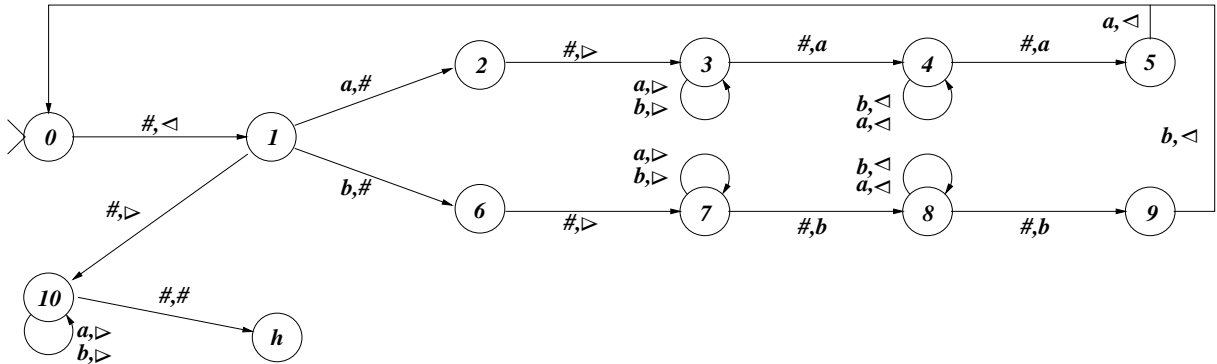 a,◁
2 #,▷ 3 #,a 4 #,a 5
a,#
a,▷
b,▷
b,◁
a,◁
0 #,◁ 1
b,◁
b,#
a,▷
b,▷
b,◁
a,◁
#,▷
6 #,▷ 7 #,b 8 #,b 9
10 #,# h
a,▷
b,▷